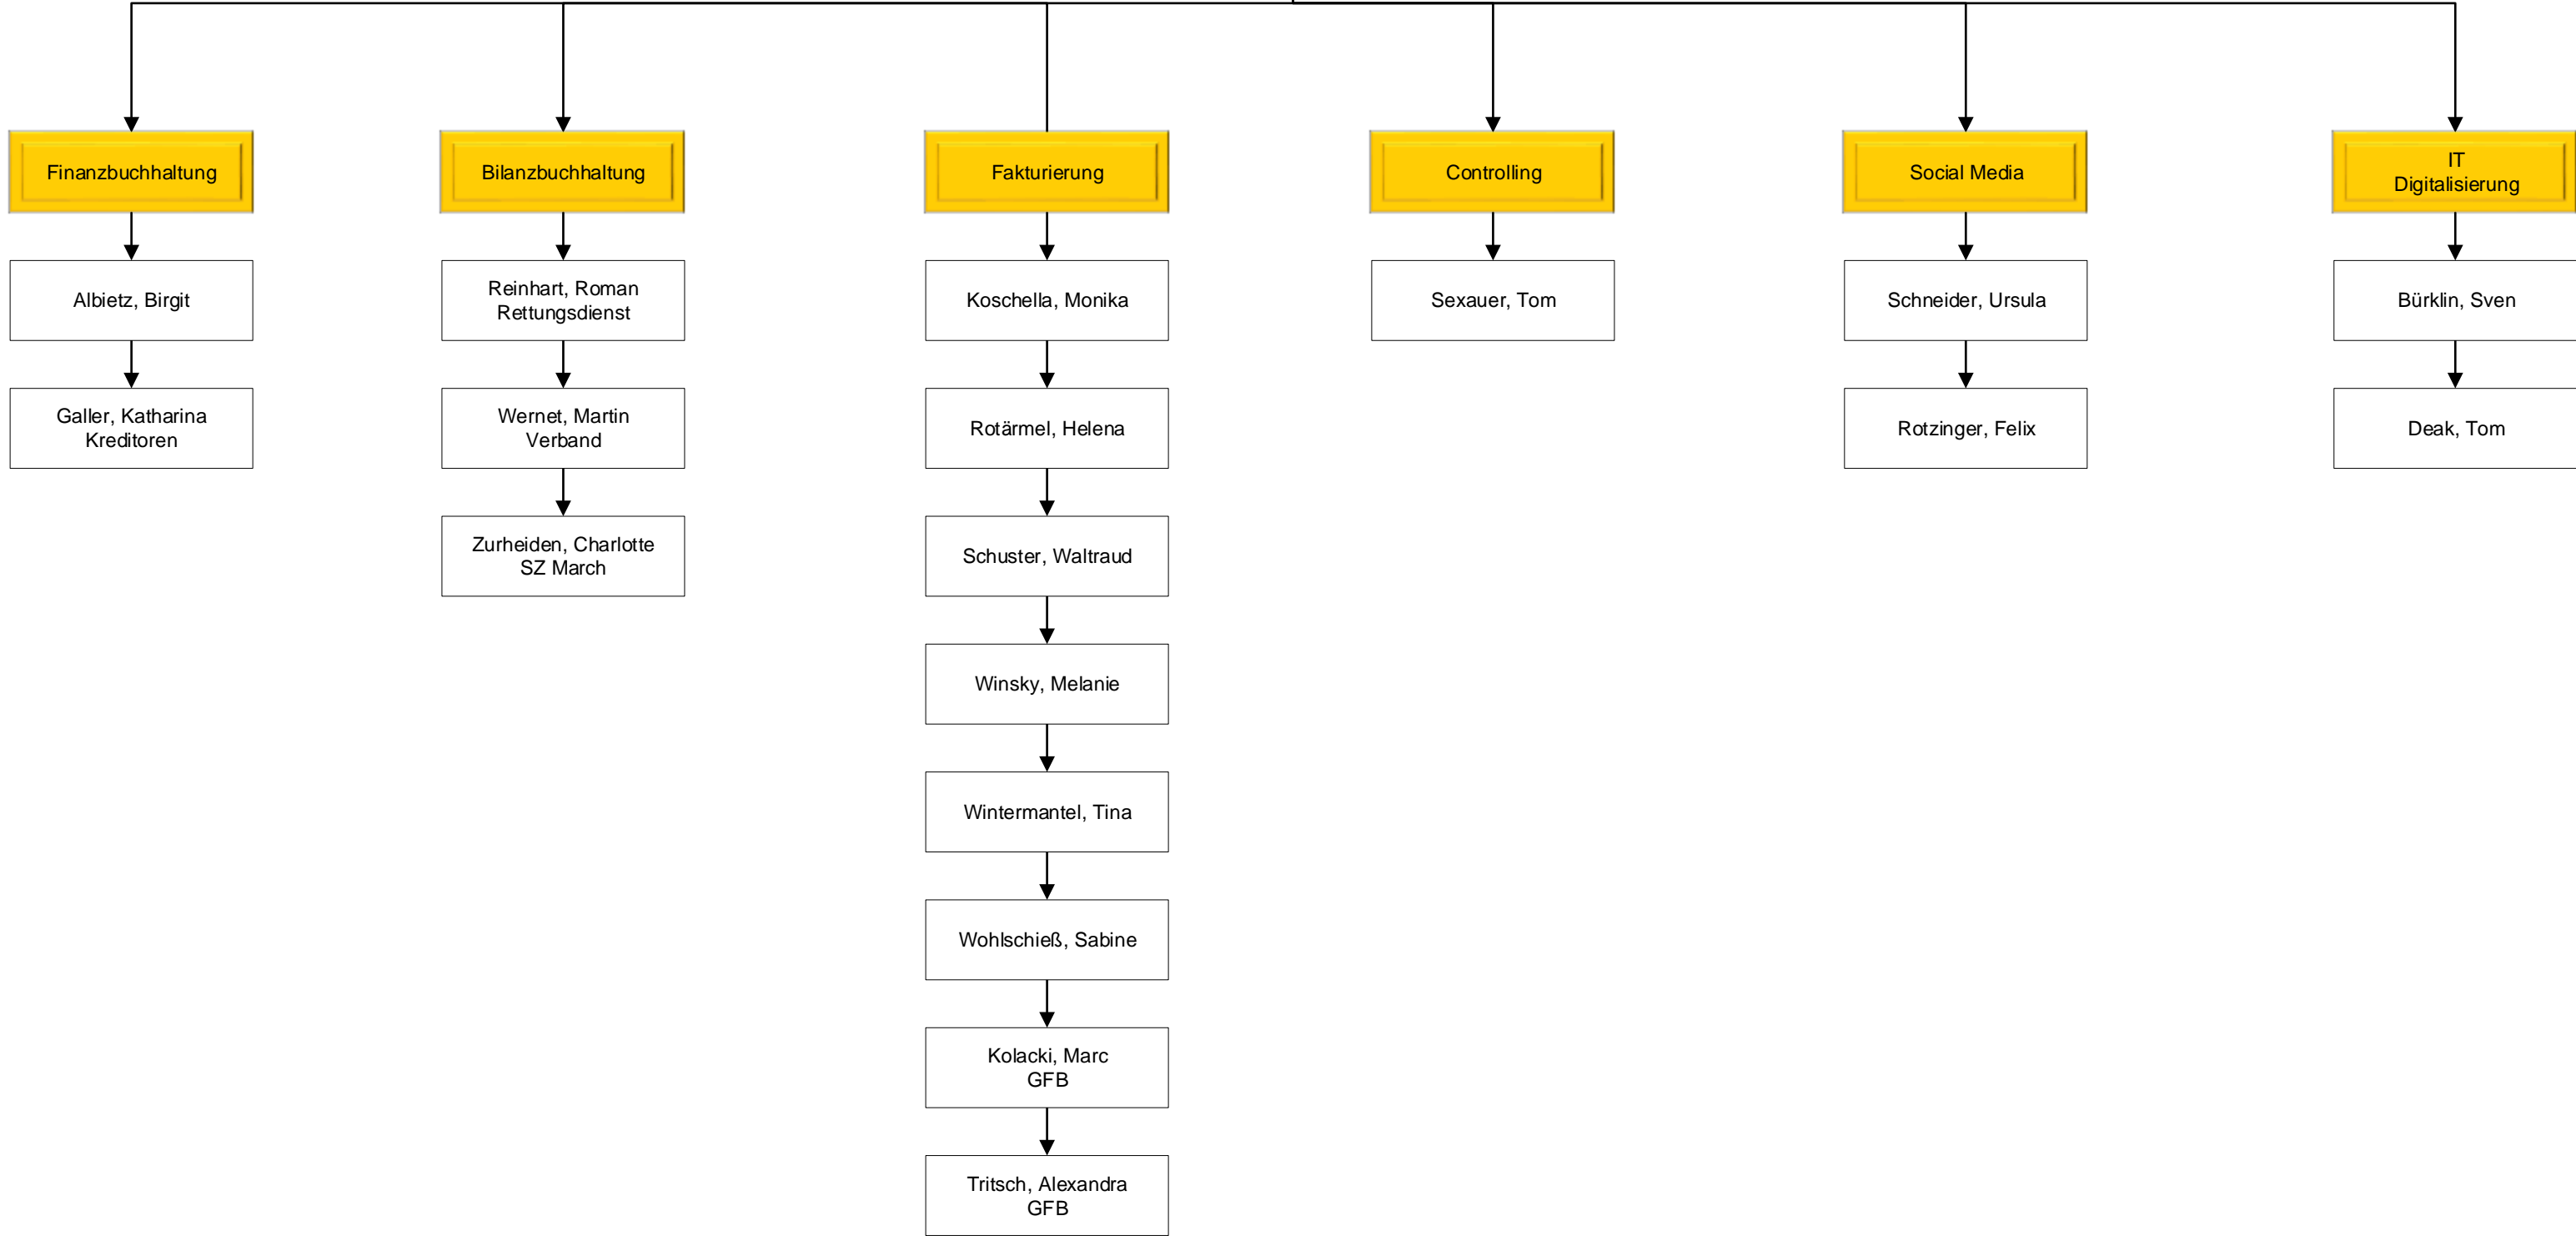 Finanzbuchhaltung
Bilanzbuchhaltung
Fakturierung
Controlling
Social Media
IT
Digitalisierung
Albietz, Birgit
Reinhart, Roman
Rettungsdienst
Koschella, Monika
Sexauer, Tom
Schneider, Ursula
Bürklin, Sven
Galler, Katharina
Kreditoren
Wernet, Martin
Verband
Rotärmel, Helena
Rotzinger, Felix
Deak, Tom
Zurheiden, Charlotte
SZ March
Schuster, Waltraud
Winsky, Melanie
Wintermantel, Tina
Wohlschieß, Sabine
Kolacki, Marc
GFB
Tritsch, Alexandra
GFB